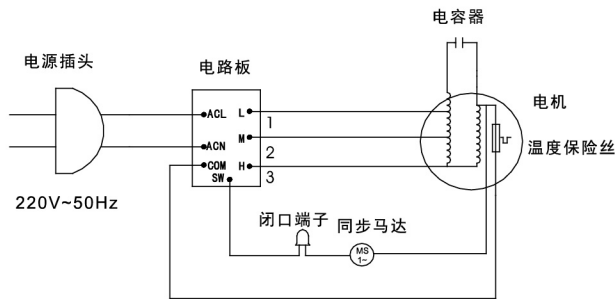 电容器
电源插头
电路板
ACL
L
1
电机
ACN
M
2
温度保险丝
COM
H
3
SW
220V~50Hz
闭口端子
同步马达
MS
1~